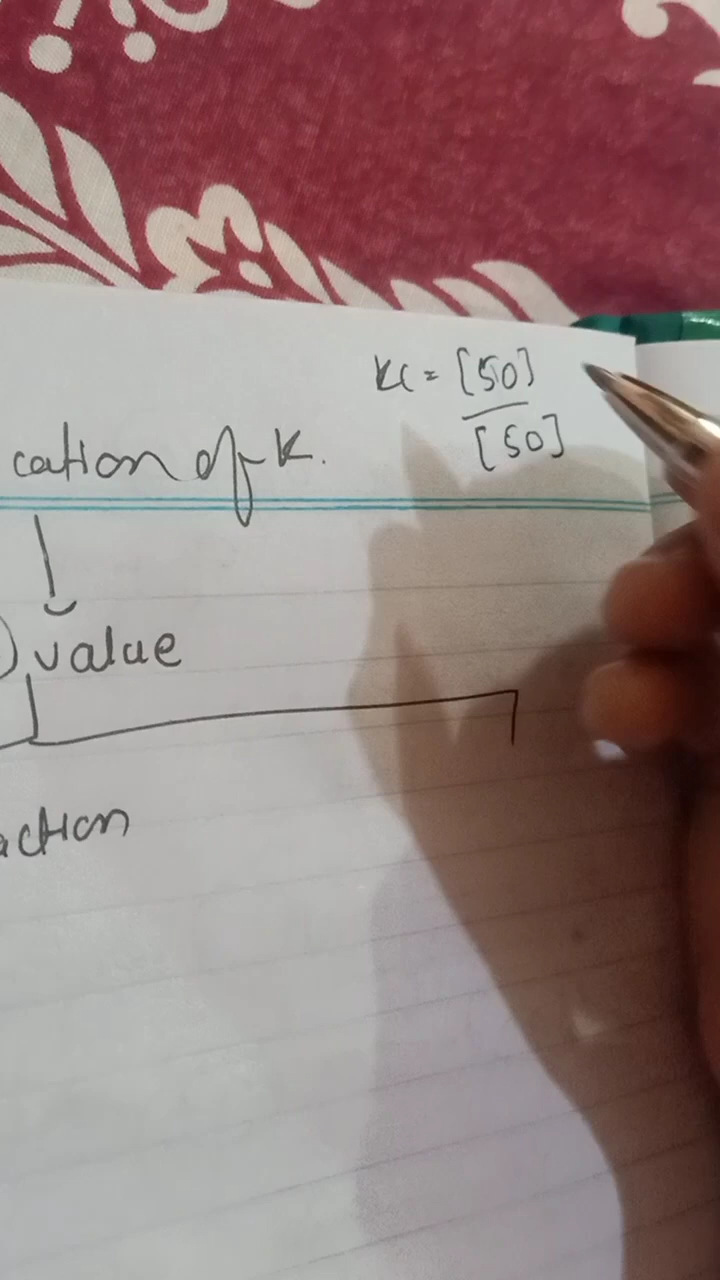 Kc = [50]
[50]
cation of K.
) value
action